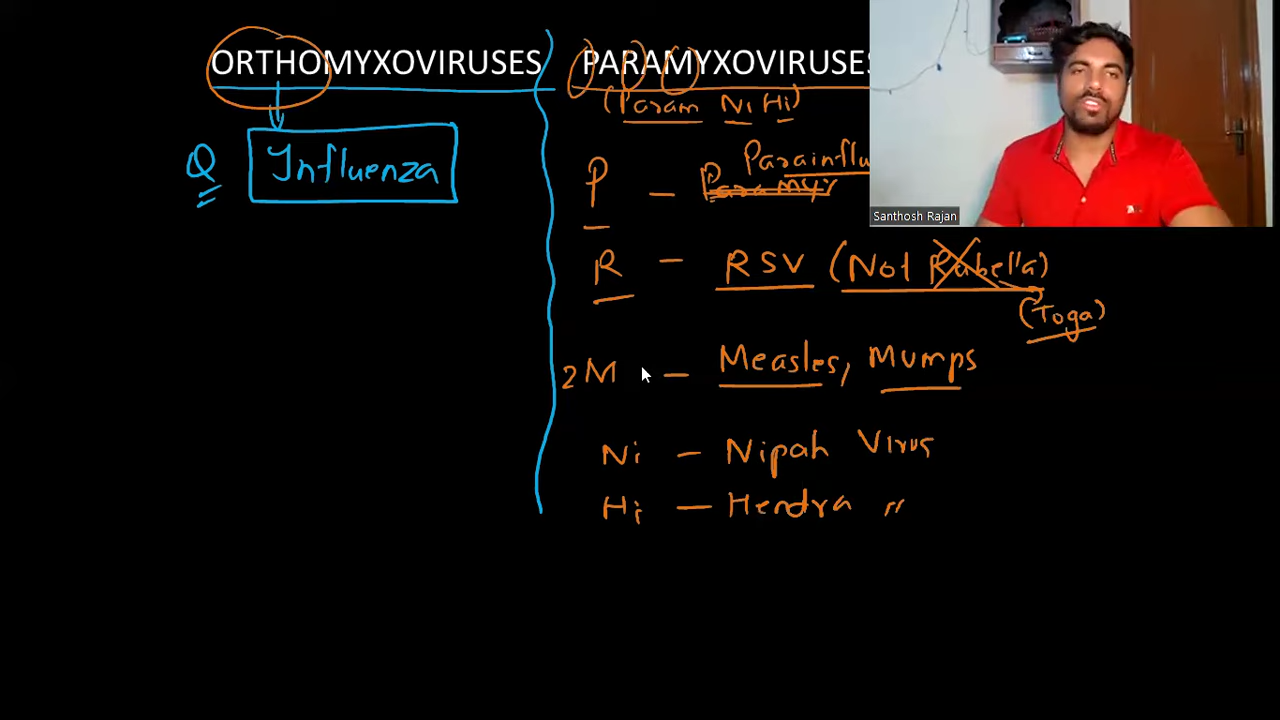 ORTHOMYXOVIRUSES
PARAMYXOVIRUSES
(Param Ni Hi)
Q Influenza
P - Parainflu
R - RSV (Not Rubella)
(Toga)
2M - Measles, Mumps
Ni - Nipah Virus
Hi - Hendra "
Santhosh Rajan